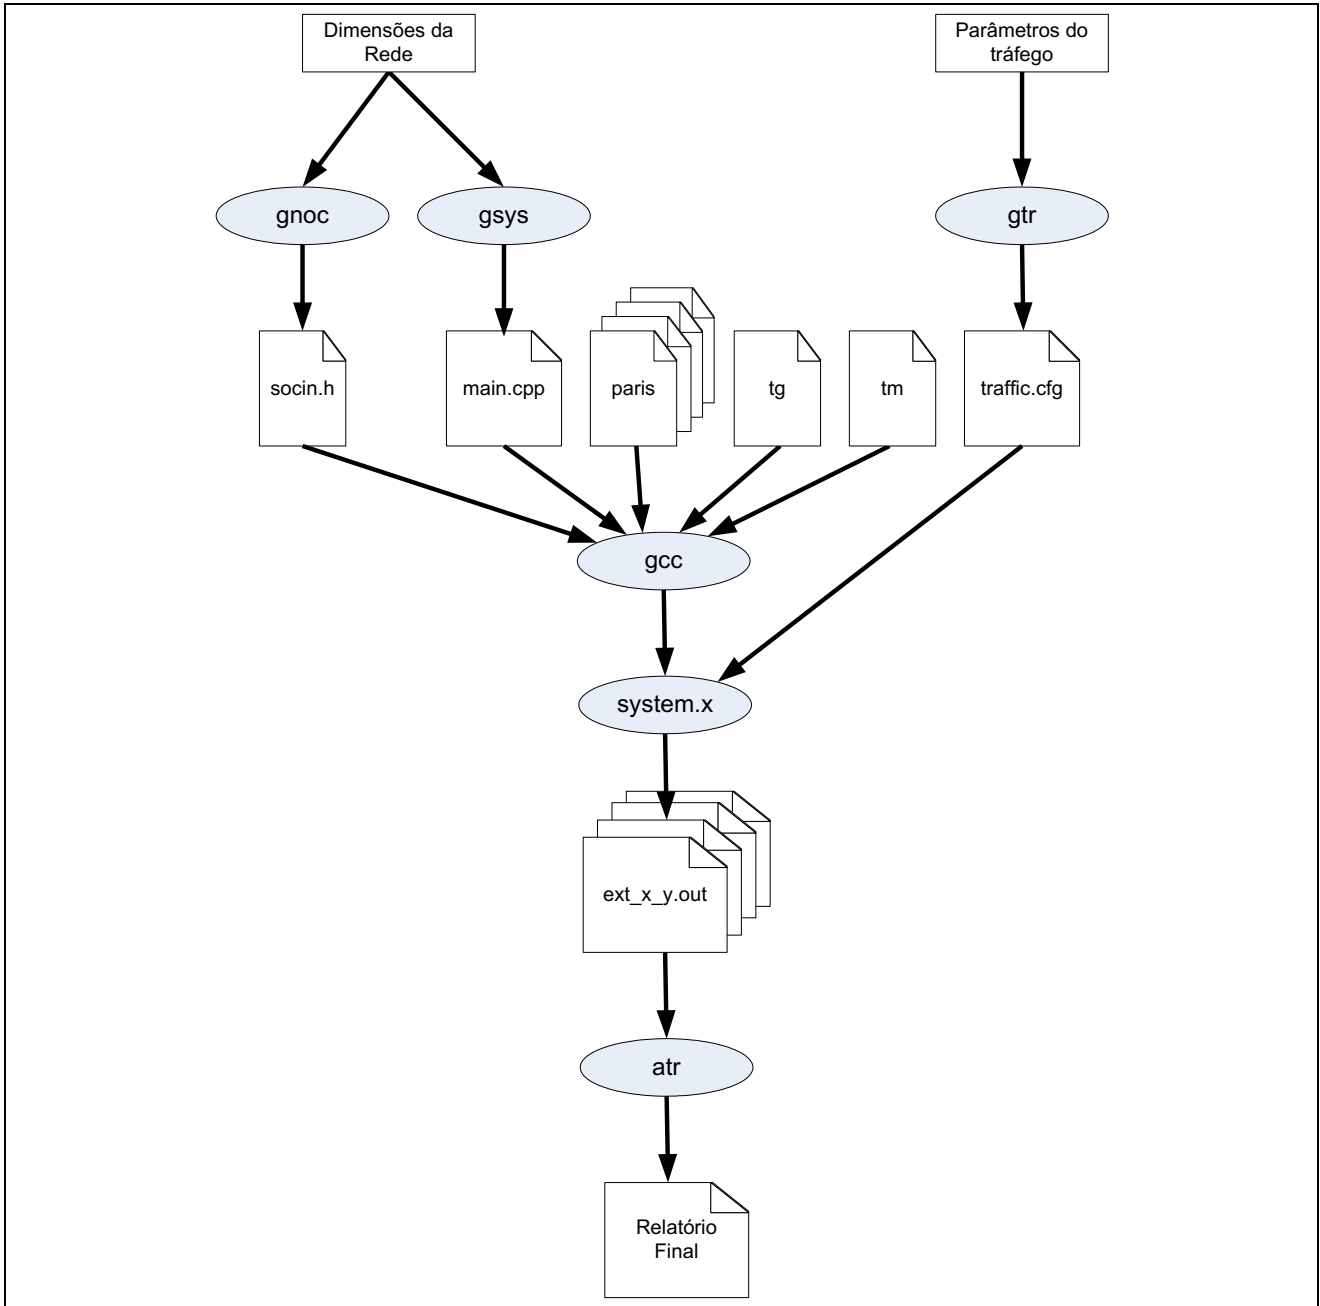 Dimensões da
Rede
Parâmetros do
tráfego
gnoc
gsys
gtr
socin.h
main.cpp
paris
tg
tm
traffic.cfg
gcc
system.x
ext_x_y.out
atr
Relatório
Final